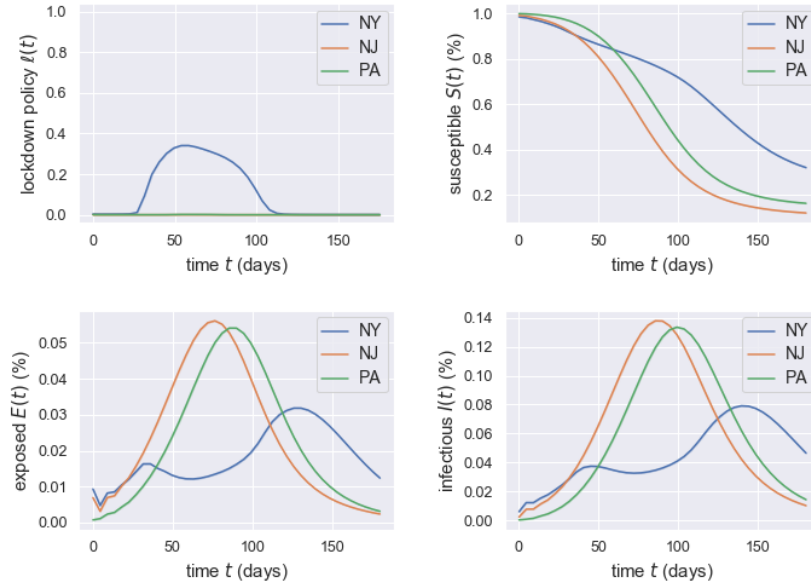 1.0
0.8
0.6
0.4
0.2
0.0
lockdown policy ℓ(t)
NY
NJ
PA
0
50
100
150
time t (days)
1.0
0.8
0.6
0.4
0.2
susceptible S(t) (%)
NY
NJ
PA
0
50
100
150
time t (days)
0.05
0.04
0.03
0.02
0.01
0.00
exposed E(t) (%)
NY
NJ
PA
0
50
100
150
time t (days)
0.14
0.12
0.10
0.08
0.06
0.04
0.02
0.00
infectious I(t) (%)
NY
NJ
PA
0
50
100
150
time t (days)